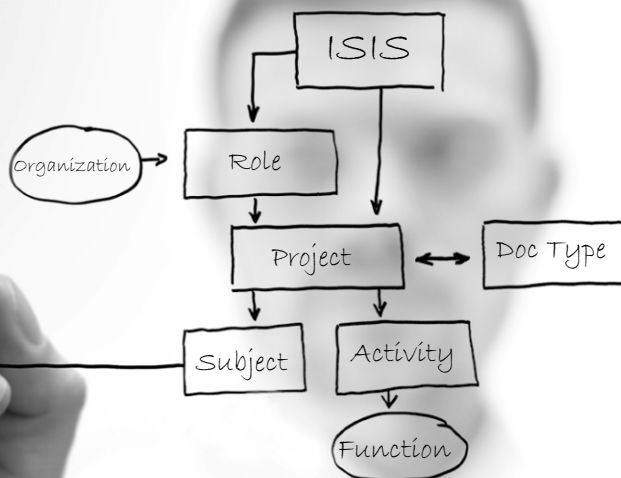 ISIS
Organization
Role
Project
Doc Type
Subject
Activity
Function